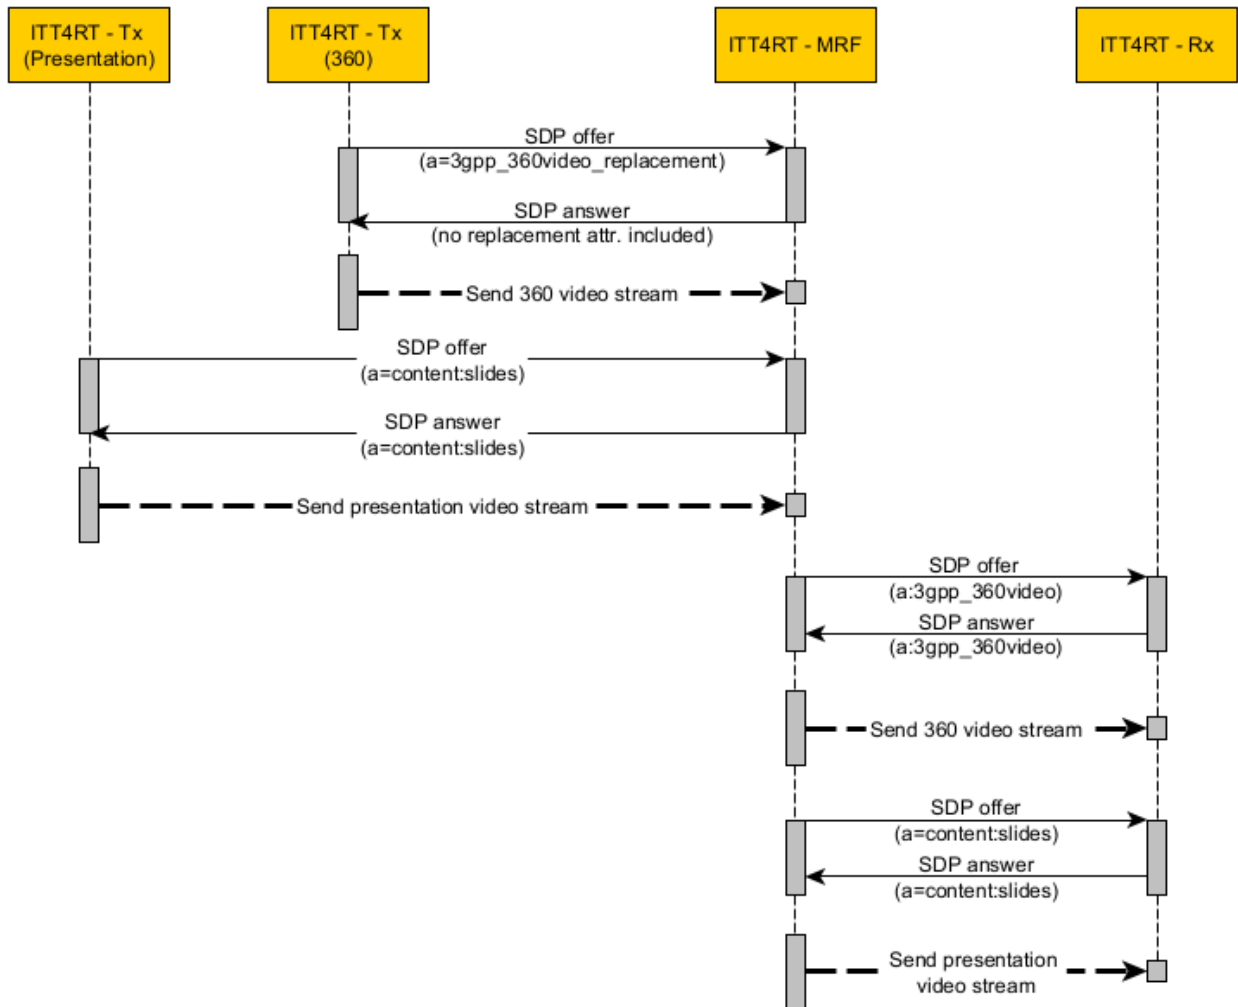 ITT4RT - Tx
(Presentation)
ITT4RT - Tx
(360)
ITT4RT - MRF
ITT4RT - Rx
SDP offer
(a=3gpp_360video_replacement)
SDP answer
(no replacement attr. included)
Send 360 video stream
SDP offer
(a=content:slides)
SDP answer
(a=content:slides)
Send presentation video stream
SDP offer
(a:3gpp_360video)
SDP answer
(a:3gpp_360video)
Send 360 video stream
SDP offer
(a=content:slides)
SDP answer
(a=content:slides)
Send presentation
video stream